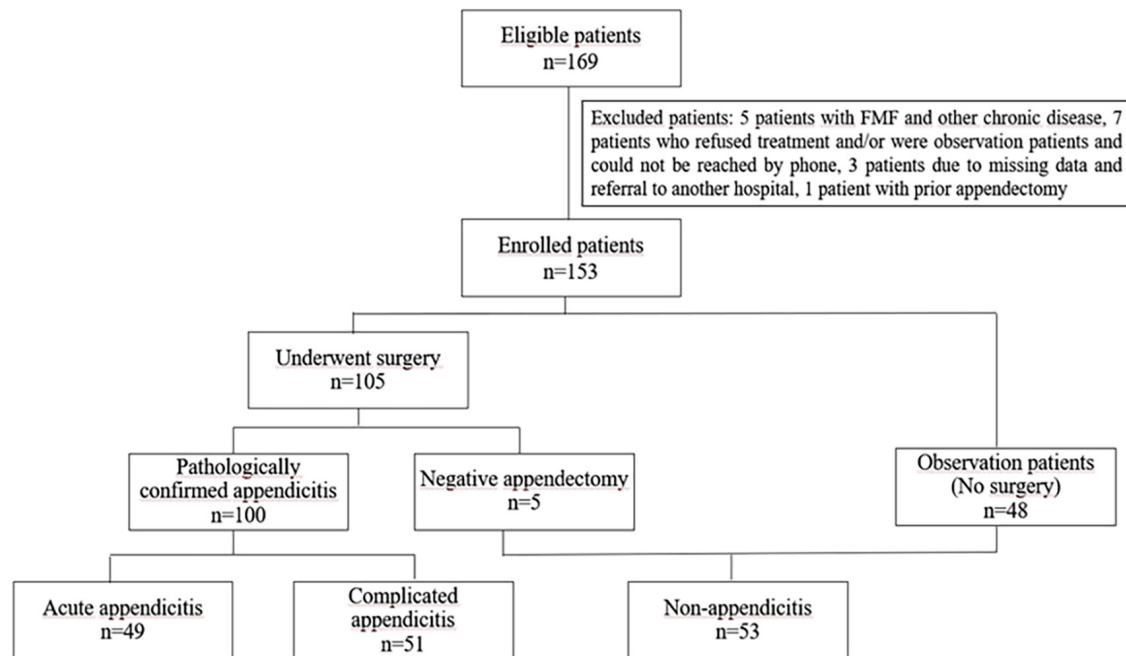 Eligible patients
n=169
Excluded patients: 5 patients with FMF and other chronic disease, 7
patients who refused treatment and/or were observation patients and
could not be reached by phone, 3 patients due to missing data and
referral to another hospital, 1 patient with prior appendectomy
Enrolled patients
n=153
Underwent surgery
n=105
Pathologically
confirmed appendicitis
n=100
Negative appendectomy
n=5
Observation patients
(No surgery)
n=48
Acute appendicitis
n=49
Complicated
appendicitis
n=51
Non-appendicitis
n=53